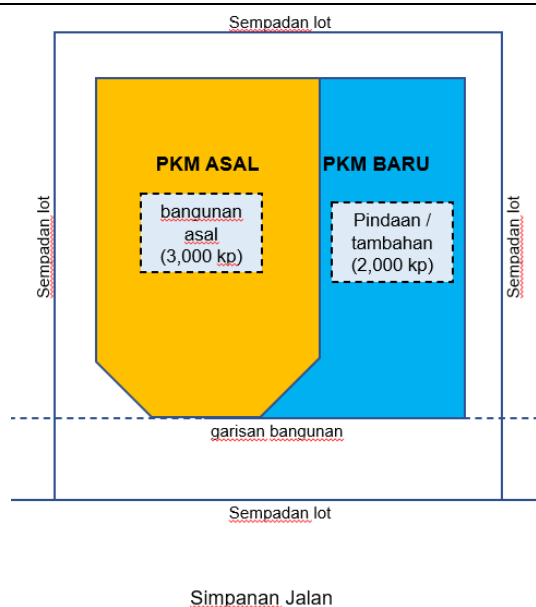 Sempadan lot
PKM ASAL
PKM BARU
bangunan
asal
(3,000 kp)
Pindaan /
tambahan
(2,000 kp)
Sempadan lot
Sempadan lot
garisan bangunan
Sempadan lot
Simpanan Jalan